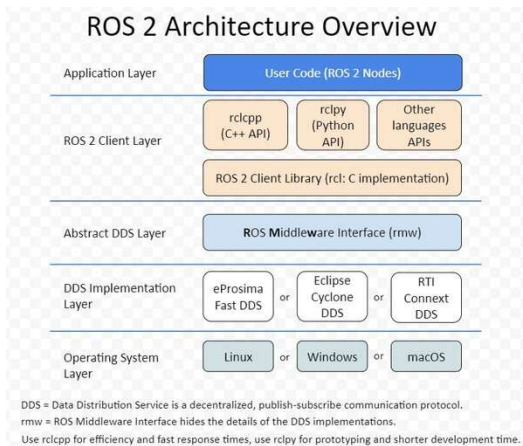 ROS 2 Architecture Overview
Application Layer
User Code (ROS 2 Nodes)
ROS 2 Client Layer
rclcpp
(C++ API)
rclpy
(Python
API)
Other
languages
APIs
ROS 2 Client Library (rcl: C implementation)
Abstract DDS Layer
ROS Middleware Interface (rmw)
DDS Implementation
Layer
eProsima
Fast DDS
or
Eclipse
Cyclone
DDS
or
RTI
Connext
DDS
Operating System
Layer
Linux
or
Windows
or
macOS
DDS = Data Distribution Service is a decentralized, publish-subscribe communication protocol.
rmw = ROS Middleware Interface hides the details of the DDS implementations.
Use rclcpp for efficiency and fast response times, use rclpy for prototyping and shorter development time.